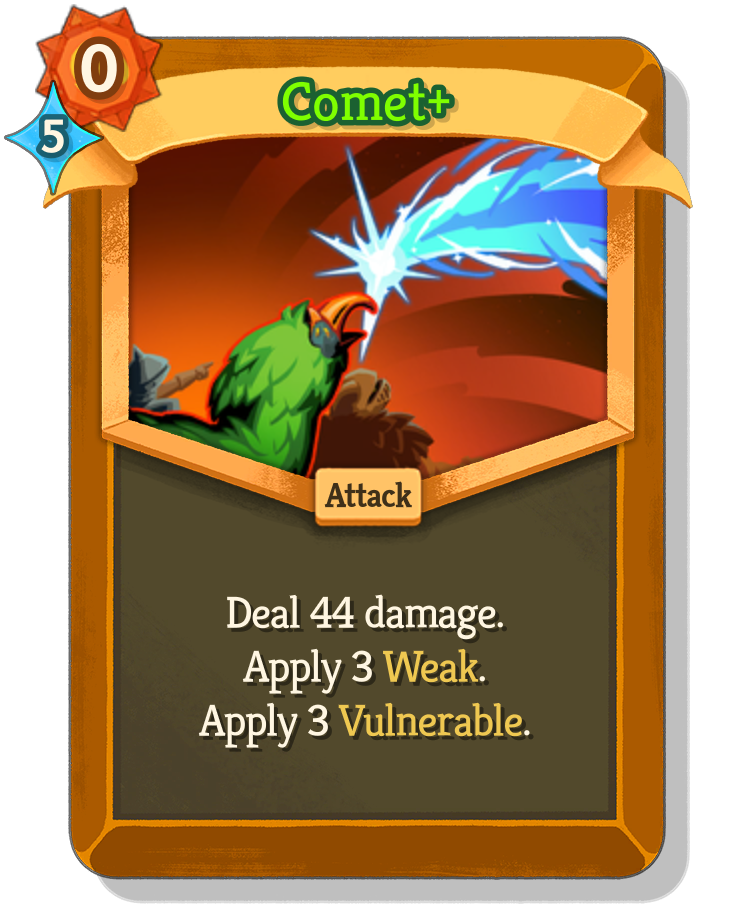 0
5
Comet+
Attack
Deal 44 damage.
Apply 3 Weak.
Apply 3 Vulnerable.